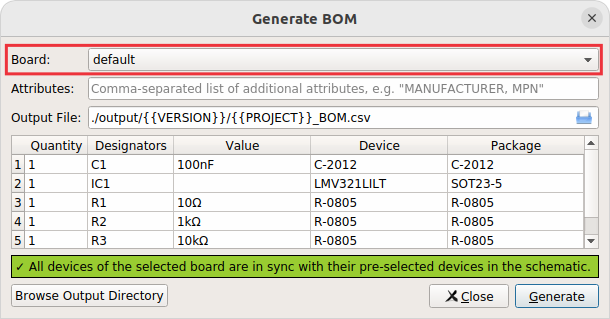 Generate BOM
Board: default
Attributes: Comma-separated list of additional attributes, e.g. "MANUFACTURER, MPN"
Output File: ./output/{{VERSION}}/{{PROJECT}}_BOM.csv
Quantity Designators Value Device Package
1 1 C1 100nF C-2012 C-2012
2 1 IC1 LMV321LILT SOT23-5
3 1 R1 10Ω R-0805 R-0805
4 1 R2 1kΩ R-0805 R-0805
5 1 R3 10kΩ R-0805 R-0805
✓ All devices of the selected board are in sync with their pre-selected devices in the schematic.
Browse Output Directory Close Generate